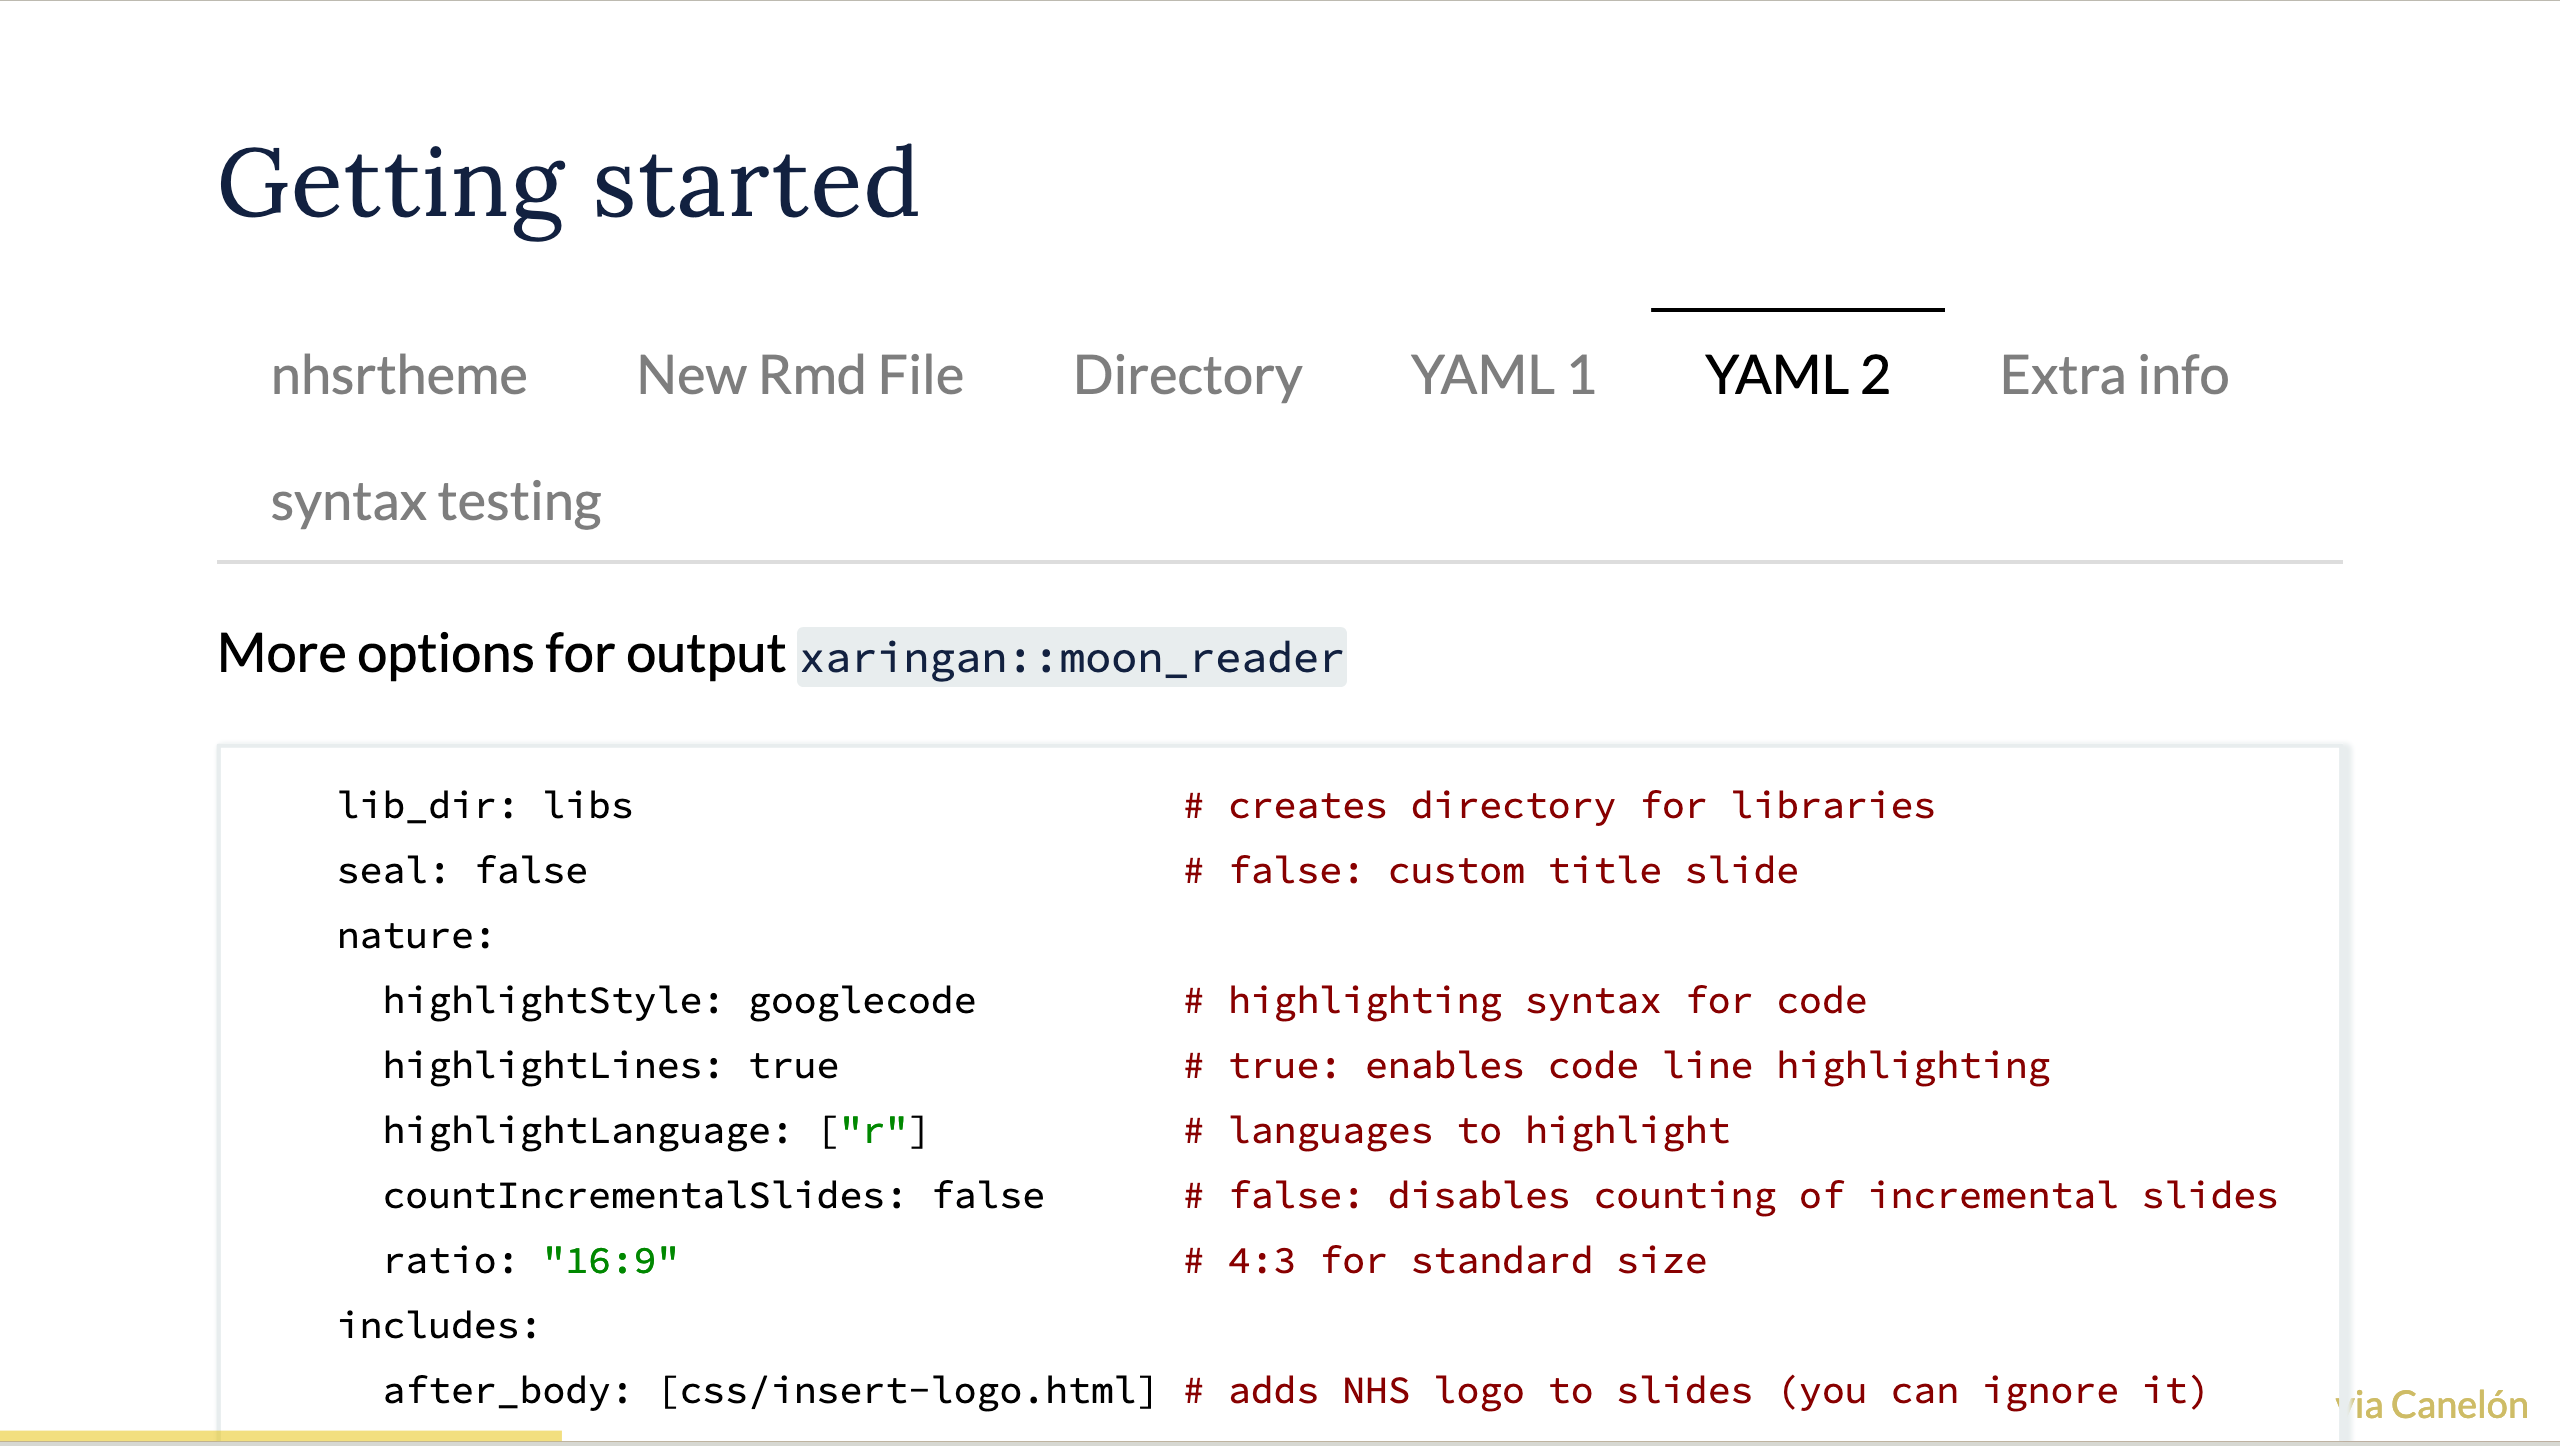 Getting started
nhsrtheme New Rmd File Directory YAML 1 YAML 2 Extra info
syntax testing
More options for output xaringan::moon_reader
lib_dir: libs # creates directory for libraries
seal: false # false: custom title slide
nature:
highlightStyle: googlecode # highlighting syntax for code
highlightLines: true # true: enables code line highlighting
highlightLanguage: ["r"] # languages to highlight
countIncrementalSlides: false # false: disables counting of incremental slides
ratio: "16:9" # 4:3 for standard size
includes:
after_body: [css/insert-logo.html] # adds NHS logo to slides (you can ignore it)
via Canelón